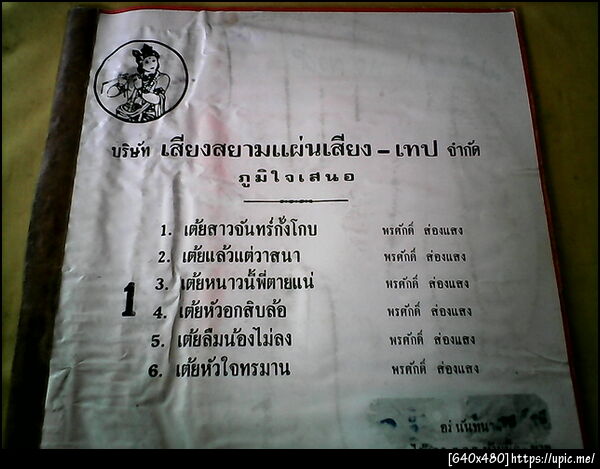 บริษัท เสียงสยามแผ่นเสียง – เทป จำกัด
ภูมิใจเสนอ
1
1. เต้ยสาวจันทร์กั้งโกบ พรศักดิ์ ส่องแสง
2. เต้ยแล้วแต่วาสนา พรศักดิ์ ส่องแสง
3. เต้ยหนาวนี้พี่ตายแน่ พรศักดิ์ ส่องแสง
4. เต้ยหัวอกสิบล้อ พรศักดิ์ ส่องแสง
5. เต้ยลืมน้องไม่ลง พรศักดิ์ ส่องแสง
6. เต้ยหัวใจทรมาน พรศักดิ์ ส่องแสง
[640x480]https://upic.me/